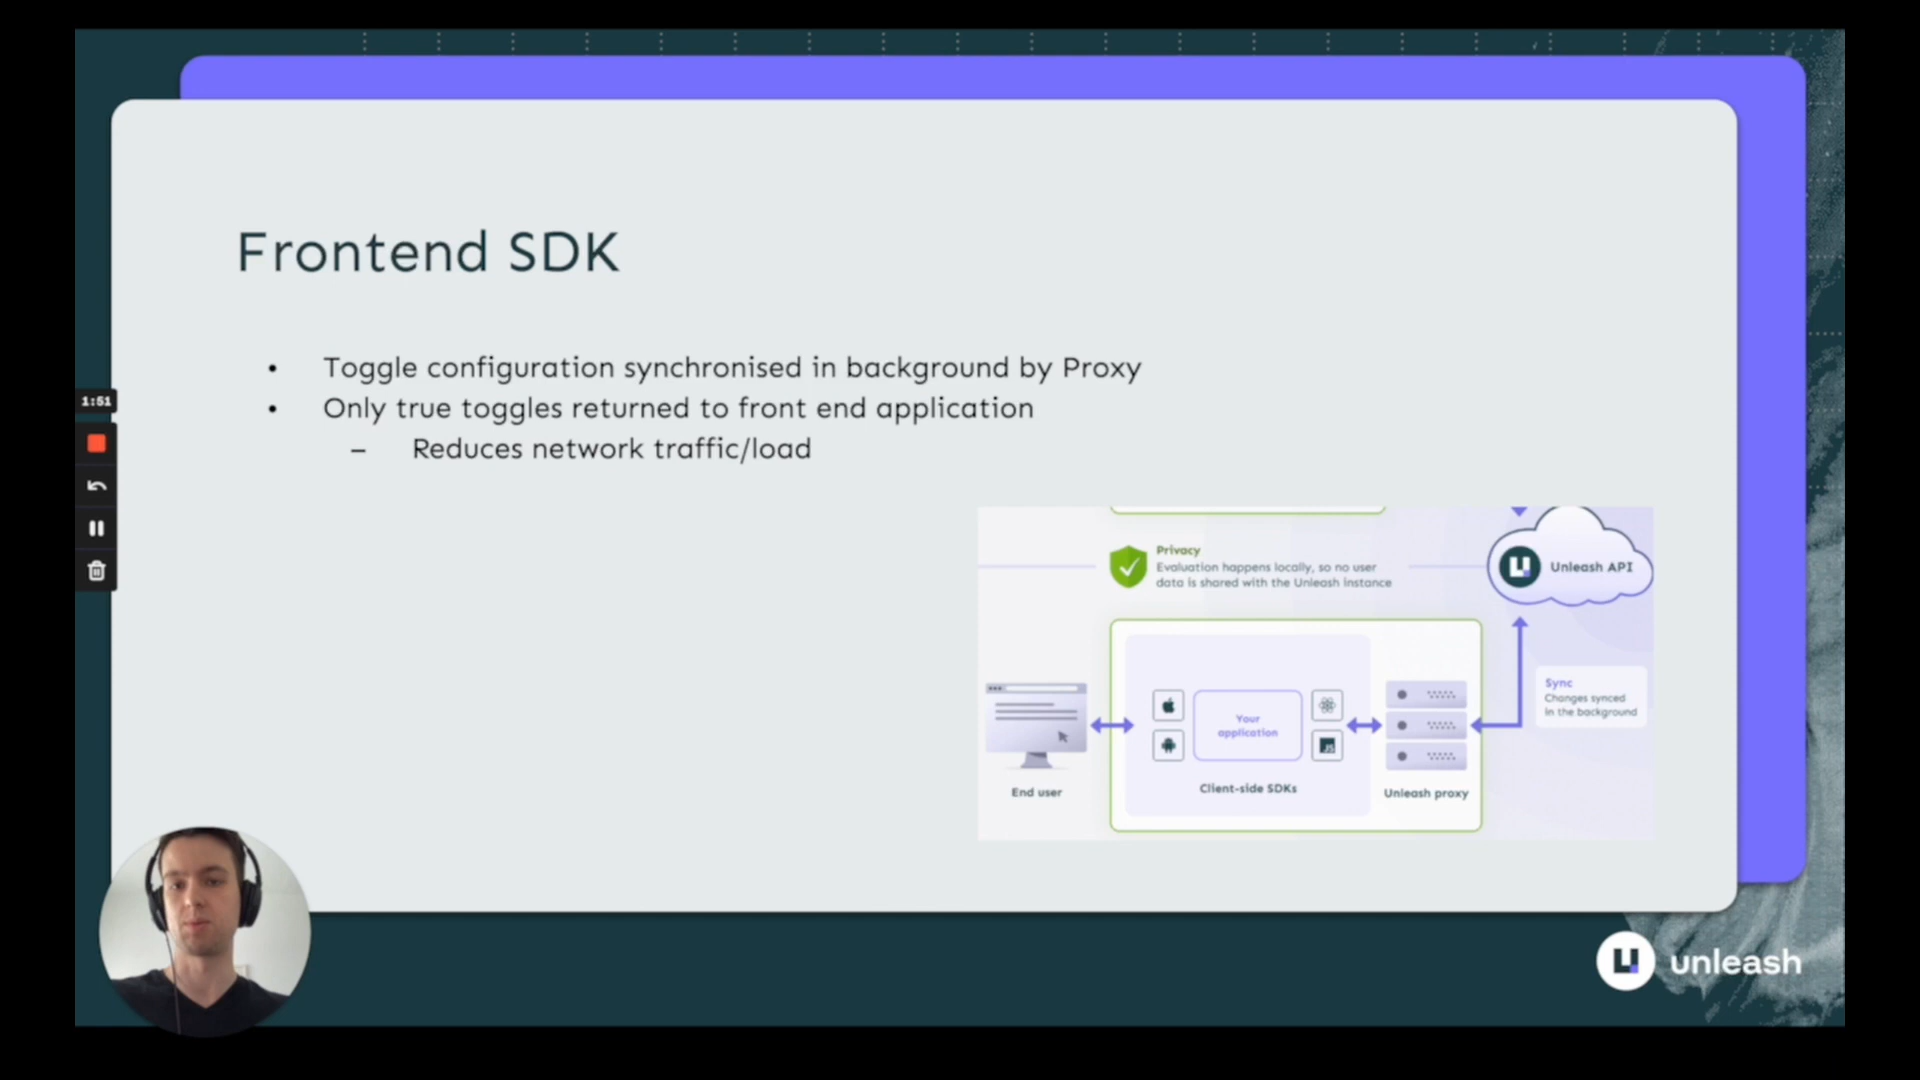 Frontend SDK
• Toggle configuration synchronised in background by Proxy
• Only true toggles returned to front end application
– Reduces network traffic/load
1:51
Privacy
Evaluation happens locally, so no user
data is shared with the Unleash instance
Unleash API
Sync
Changes synced
in the background
Your
application
JS
Client-side SDKs
End user
Unleash proxy
unleash